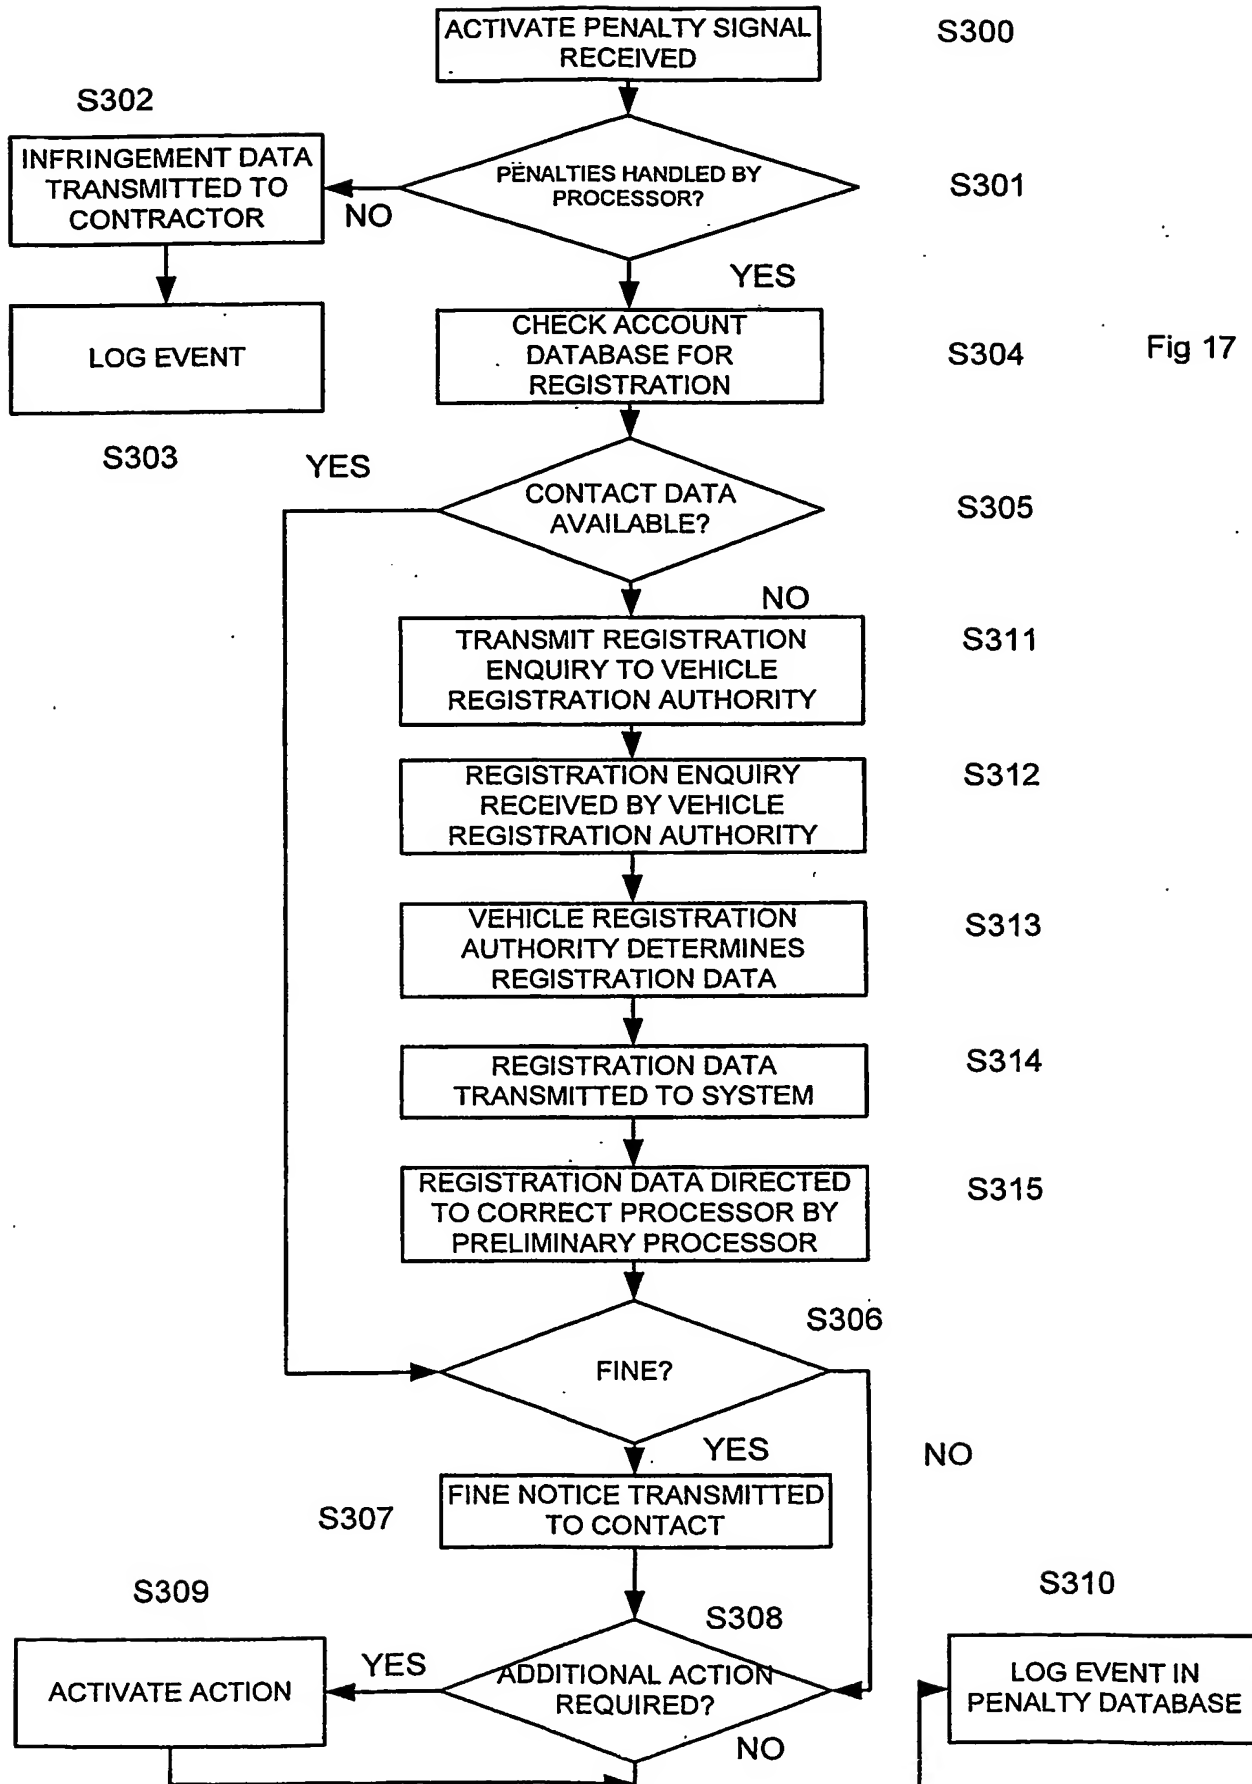 ACTIVATE PENALTY SIGNAL
RECEIVED
S300
S302
INFRINGEMENT DATA
TRANSMITTED TO
CONTRACTOR
PENALTIES HANDLED BY
PROCESSOR?
S301
NO
YES
LOG EVENT
CHECK ACCOUNT
DATABASE FOR
REGISTRATION
S304
Fig 17
S303
YES
CONTACT DATA
AVAILABLE?
S305
NO
TRANSMIT REGISTRATION
ENQUIRY TO VEHICLE
REGISTRATION AUTHORITY
S311
REGISTRATION ENQUIRY
RECEIVED BY VEHICLE
REGISTRATION AUTHORITY
S312
VEHICLE REGISTRATION
AUTHORITY DETERMINES
REGISTRATION DATA
S313
REGISTRATION DATA
TRANSMITTED TO SYSTEM
S314
REGISTRATION DATA DIRECTED
TO CORRECT PROCESSOR BY
PRELIMINARY PROCESSOR
S315
S306
FINE?
YES
NO
FINE NOTICE TRANSMITTED
TO CONTACT
S307
S309
S308
S310
ACTIVATE ACTION
YES
ADDITIONAL ACTION
REQUIRED?
LOG EVENT IN
PENALTY DATABASE
NO